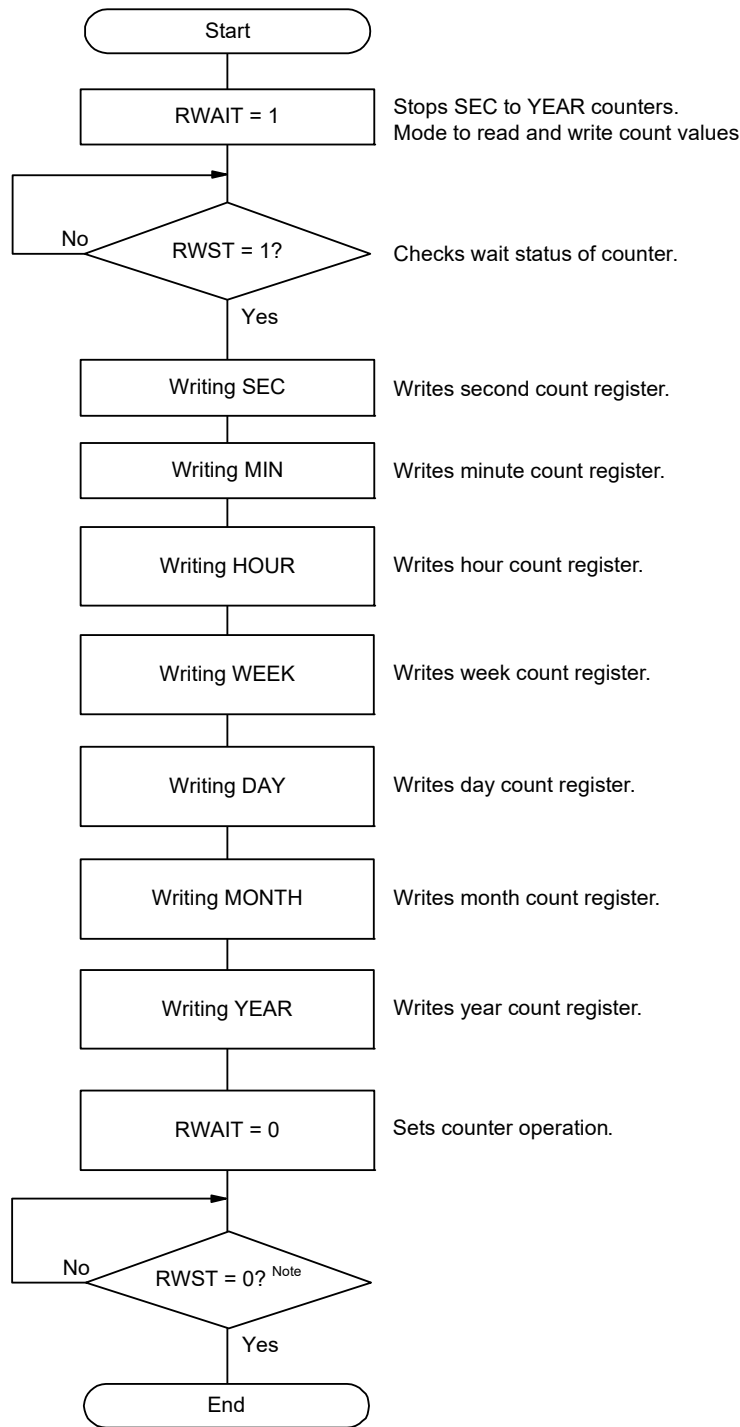 Start
RWAIT = 1
Stops SEC to YEAR counters.
Mode to read and write count values
No
RWST = 1?
Checks wait status of counter.
Yes
Writing SEC
Writes second count register.
Writing MIN
Writes minute count register.
Writing HOUR
Writes hour count register.
Writing WEEK
Writes week count register.
Writing DAY
Writes day count register.
Writing MONTH
Writes month count register.
Writing YEAR
Writes year count register.
RWAIT = 0
Sets counter operation.
No
RWST = 0? Note
Yes
End